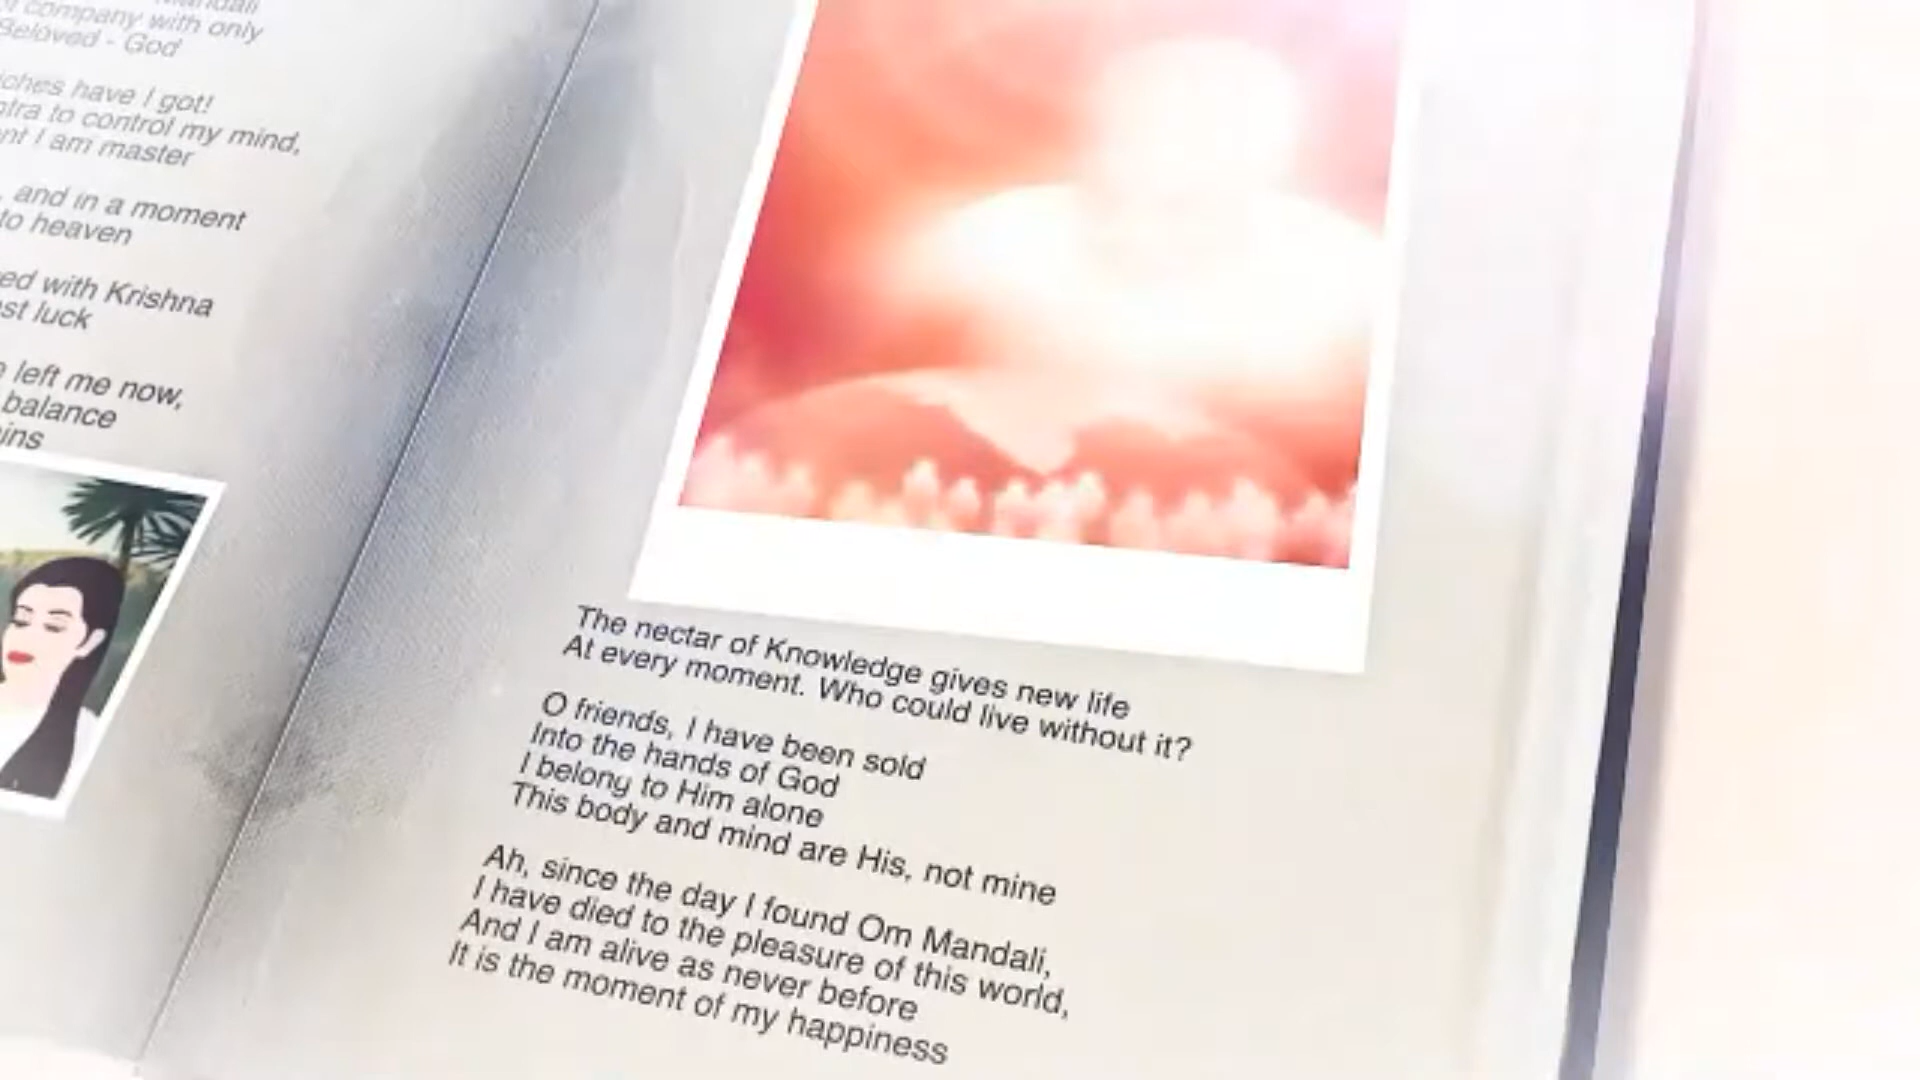 company with only
Beloved - God
iches have I got!
ntra to control my mind,
nt I am master
, and in a moment
to heaven
ed with Krishna
st luck
left me now,
balance
ins
The nectar of Knowledge gives new life
At every moment. Who could live without it?
O friends, I have been sold
Into the hands of God
I belong to Him alone
This body and mind are His, not mine
Ah, since the day I found Om Mandali,
I have died to the pleasure of this world,
And I am alive as never before
It is the moment of my happiness